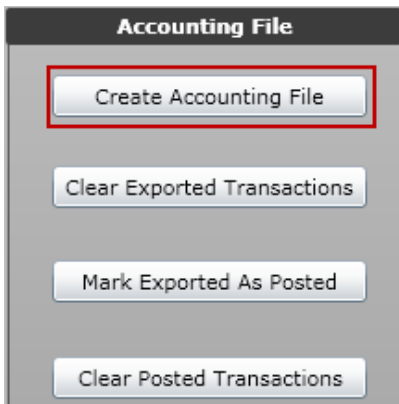 Accounting File
Create Accounting File
Clear Exported Transactions
Mark Exported As Posted
Clear Posted Transactions